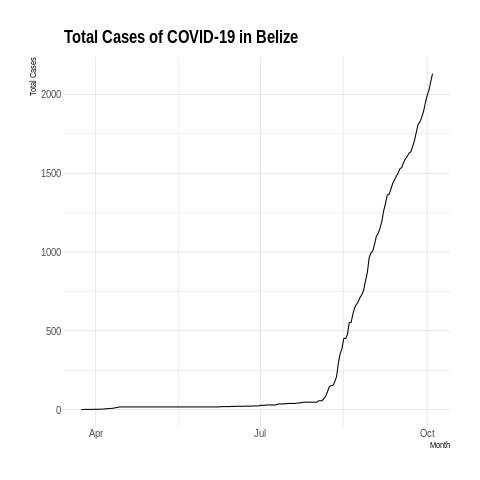 Total Cases of COVID-19 in Belize
Total Cases
2000
1500
1000
500
0
Apr
Jul
Oct
Month